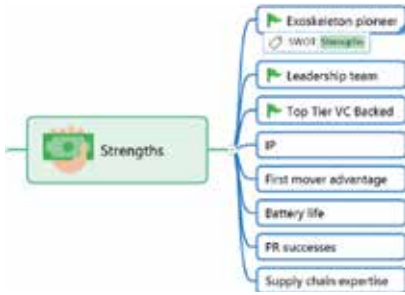 Exoskeleton pioneer
SWOT Strengths
Leadership team
Top Tier VC Backed
Strengths
IP
First mover advantage
Battery life
PR successes
Supply chain expertise